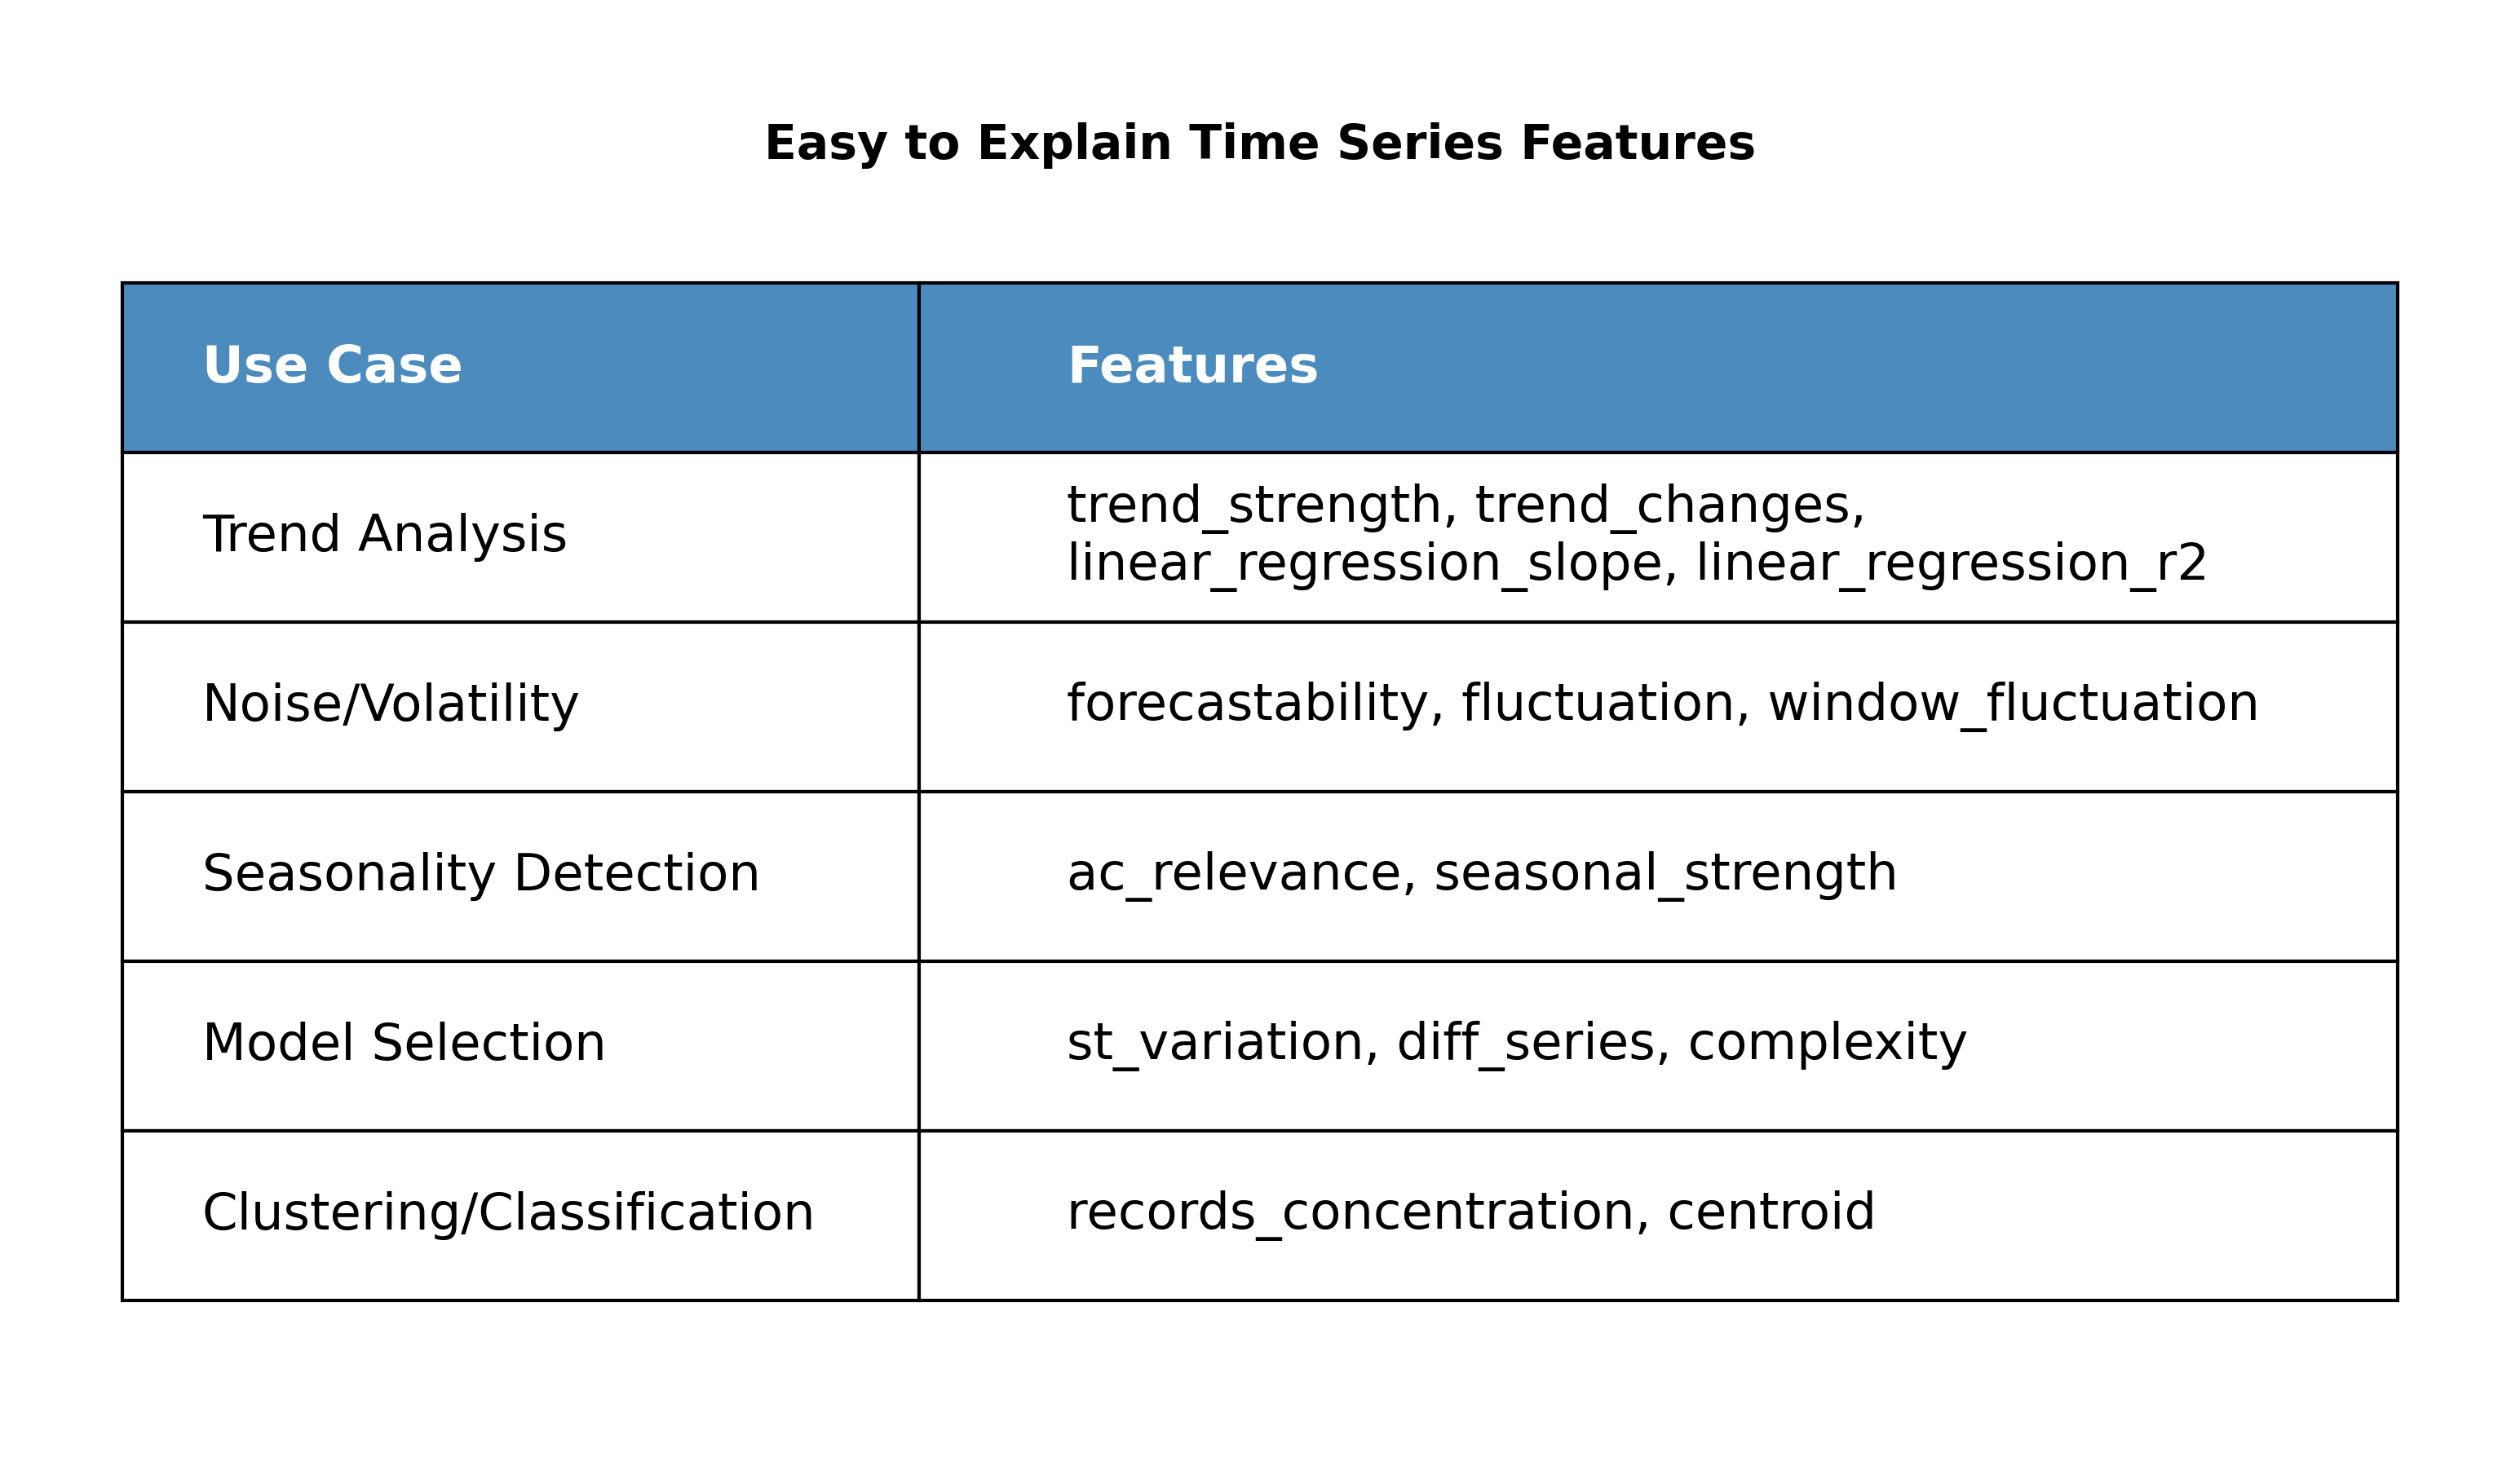 Easy to Explain Time Series Features
Use Case
Features
Trend Analysis
trend_strength, trend_changes,
linear_regression_slope, linear_regression_r2
Noise/Volatility
forecastability, fluctuation, window_fluctuation
Seasonality Detection
ac_relevance, seasonal_strength
Model Selection
st_variation, diff_series, complexity
Clustering/Classification
records_concentration, centroid